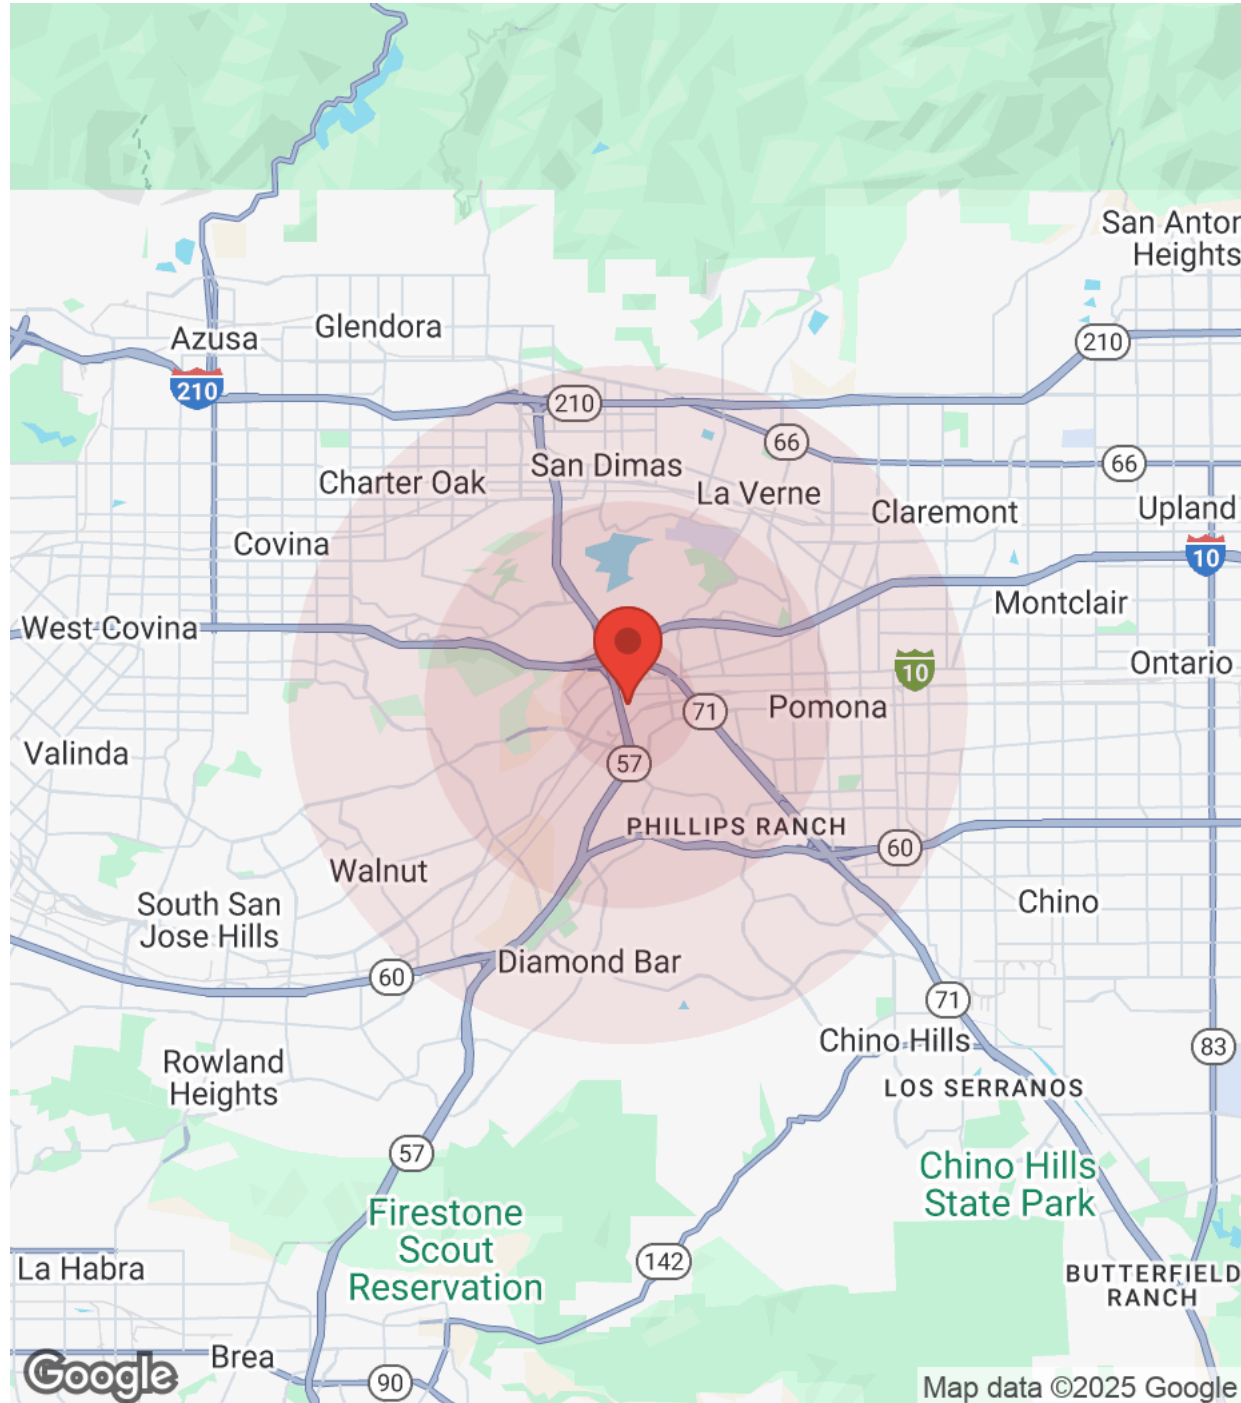 San Antor
Heights
Glendora
Azusa
210
210
210
66
San Dimas
66
Charter Oak
La Verne
Claremont
Upland
Covina
10
Montclair
West Covina
Ontario
10
71
Pomona
Valinda
57
PHILLIPS RANCH
60
Walnut
South San
Jose Hills
Chino
Diamond Bar
60
71
Chino Hills
83
Rowland
Heights
LOS SERRANOS
57
Chino Hills
State Park
Firestone
Scout
Reservation
142
La Habra
BUTTERFIELD
RANCH
Brea
90
Google
Map data ©2025 Google